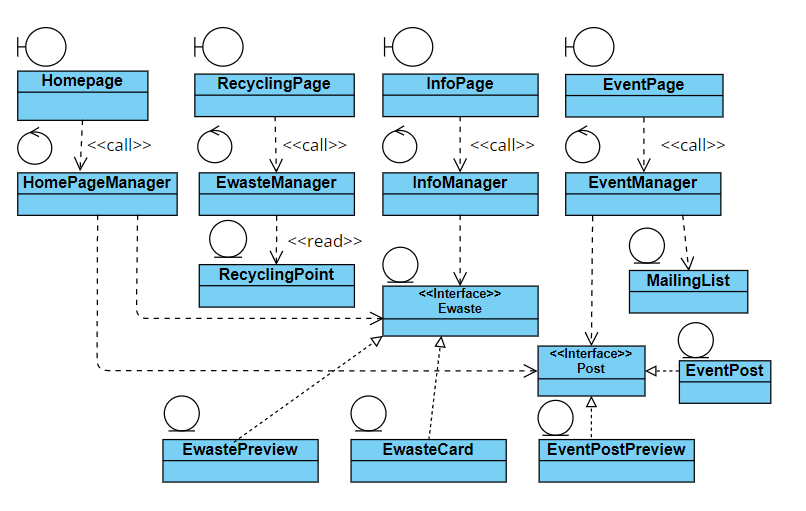 Homepage
RecyclingPage
InfoPage
EventPage
<<call>>
<<call>>
<<call>>
<<call>>
HomePageManager
EwasteManager
InfoManager
EventManager
<<read>>
RecyclingPoint
MailingList
<<Interface>>
Ewaste
<<Interface>>
Post
EventPost
EwastePreview
EwasteCard
EventPostPreview